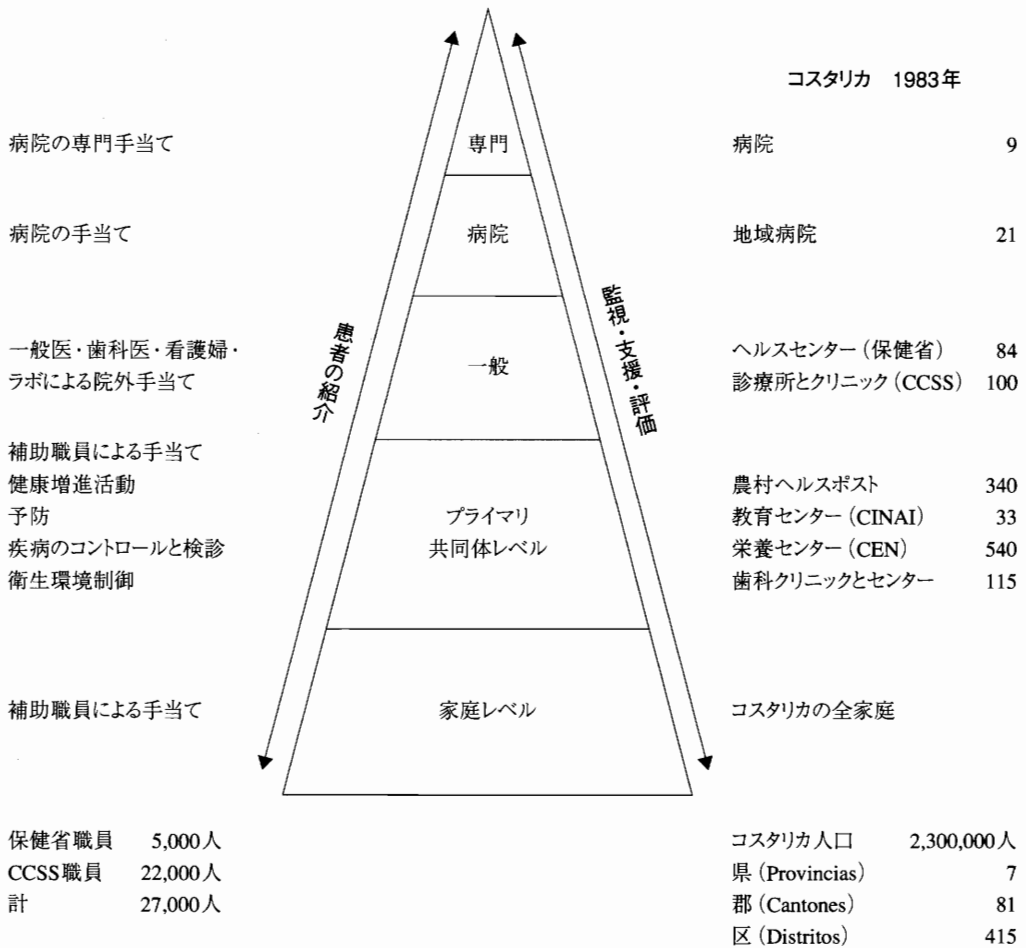 コスタリカ 1983年
病院の専門手当て
専門
病院 9
病院の手当て
病院
地域病院 21
患者の紹介
監視・支援・評価
一般医・歯科医・看護婦・
ラボによる院外手当て
一般
ヘルスセンター（保健省） 84
診療所とクリニック（CCSS） 100
補助職員による手当て
健康増進活動
予防
疾病のコントロールと検診
衛生環境制御
プライマリ
共同体レベル
農村ヘルスポスト 340
教育センター（CINAI） 33
栄養センター（CEN） 540
歯科クリニックとセンター 115
補助職員による手当て
家庭レベル
コスタリカの全家庭
保健省職員 5,000人
CCSS職員 22,000人
計 27,000人
コスタリカ人口 2,300,000人
県（Provincias） 7
郡（Cantones） 81
区（Distritos） 415